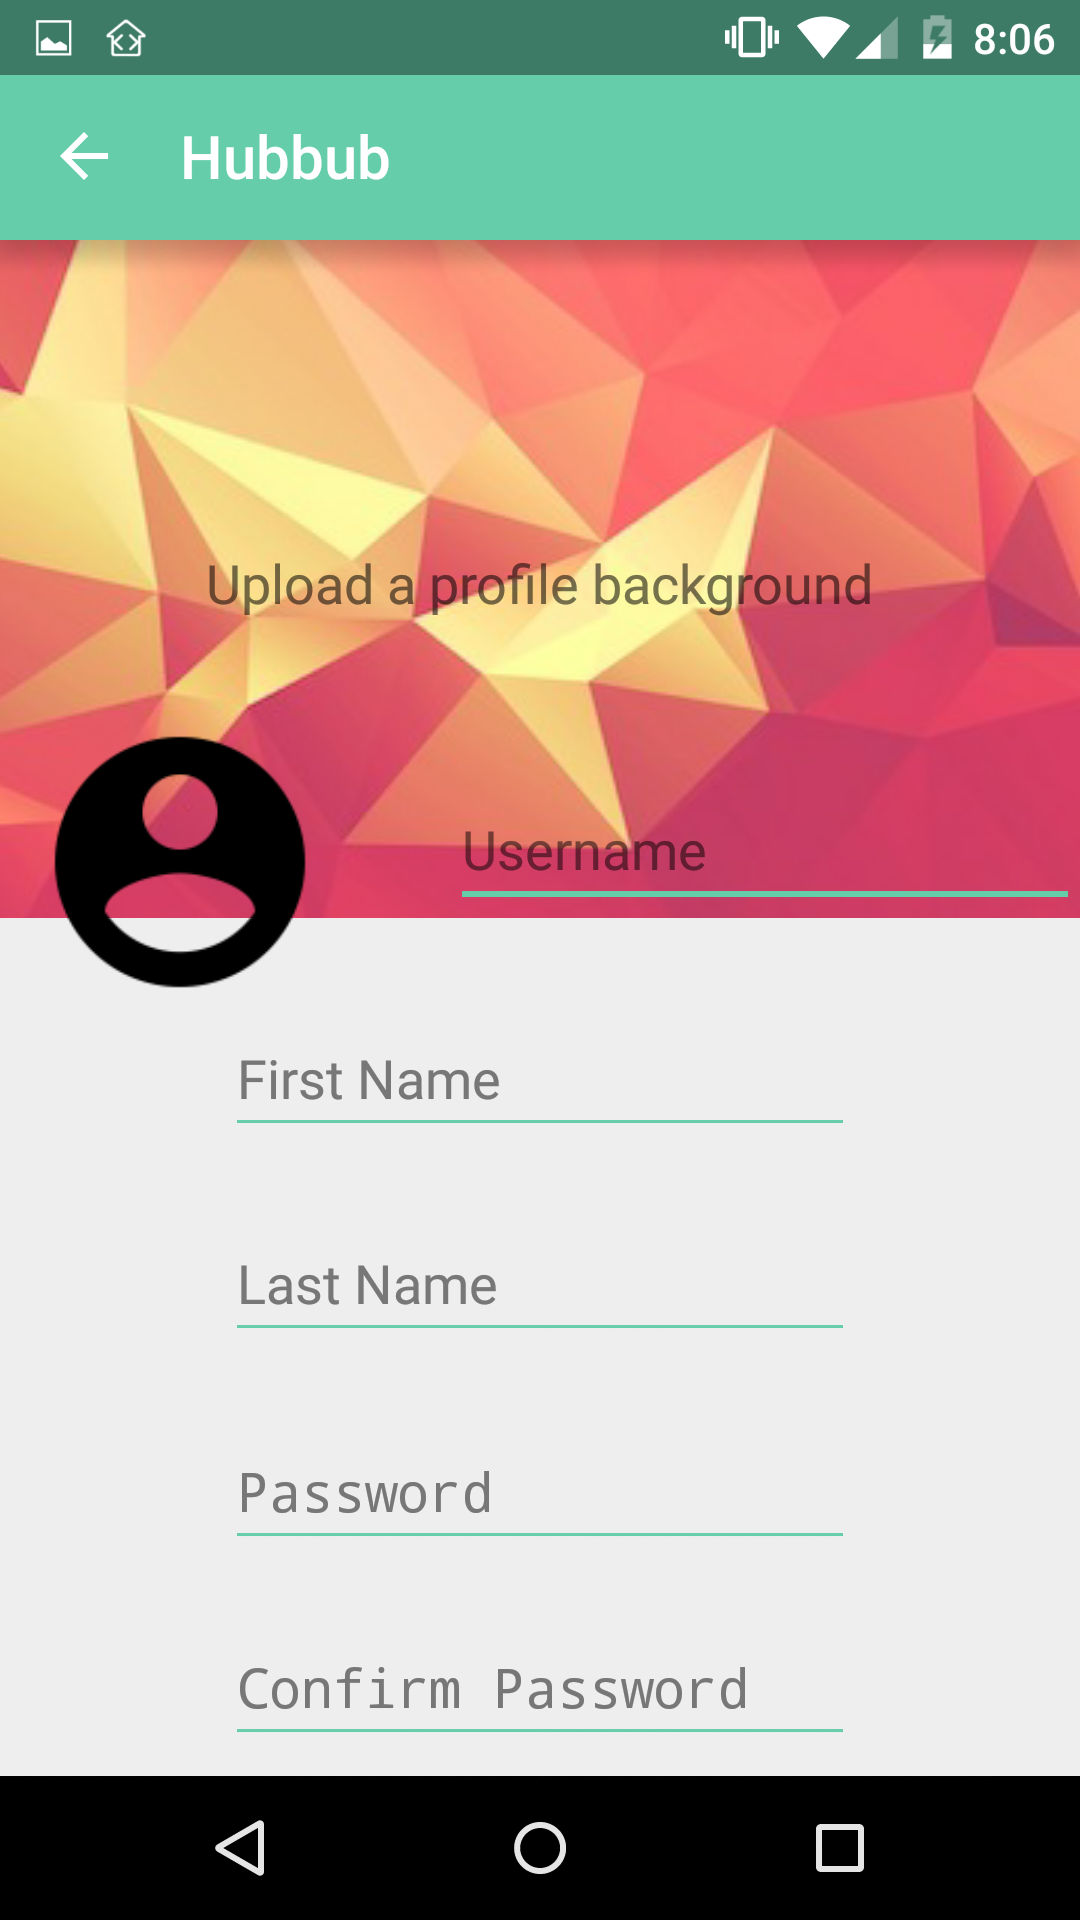 8:06
Hubbub
Upload a profile background
Username
First Name
Last Name
Password
Confirm Password